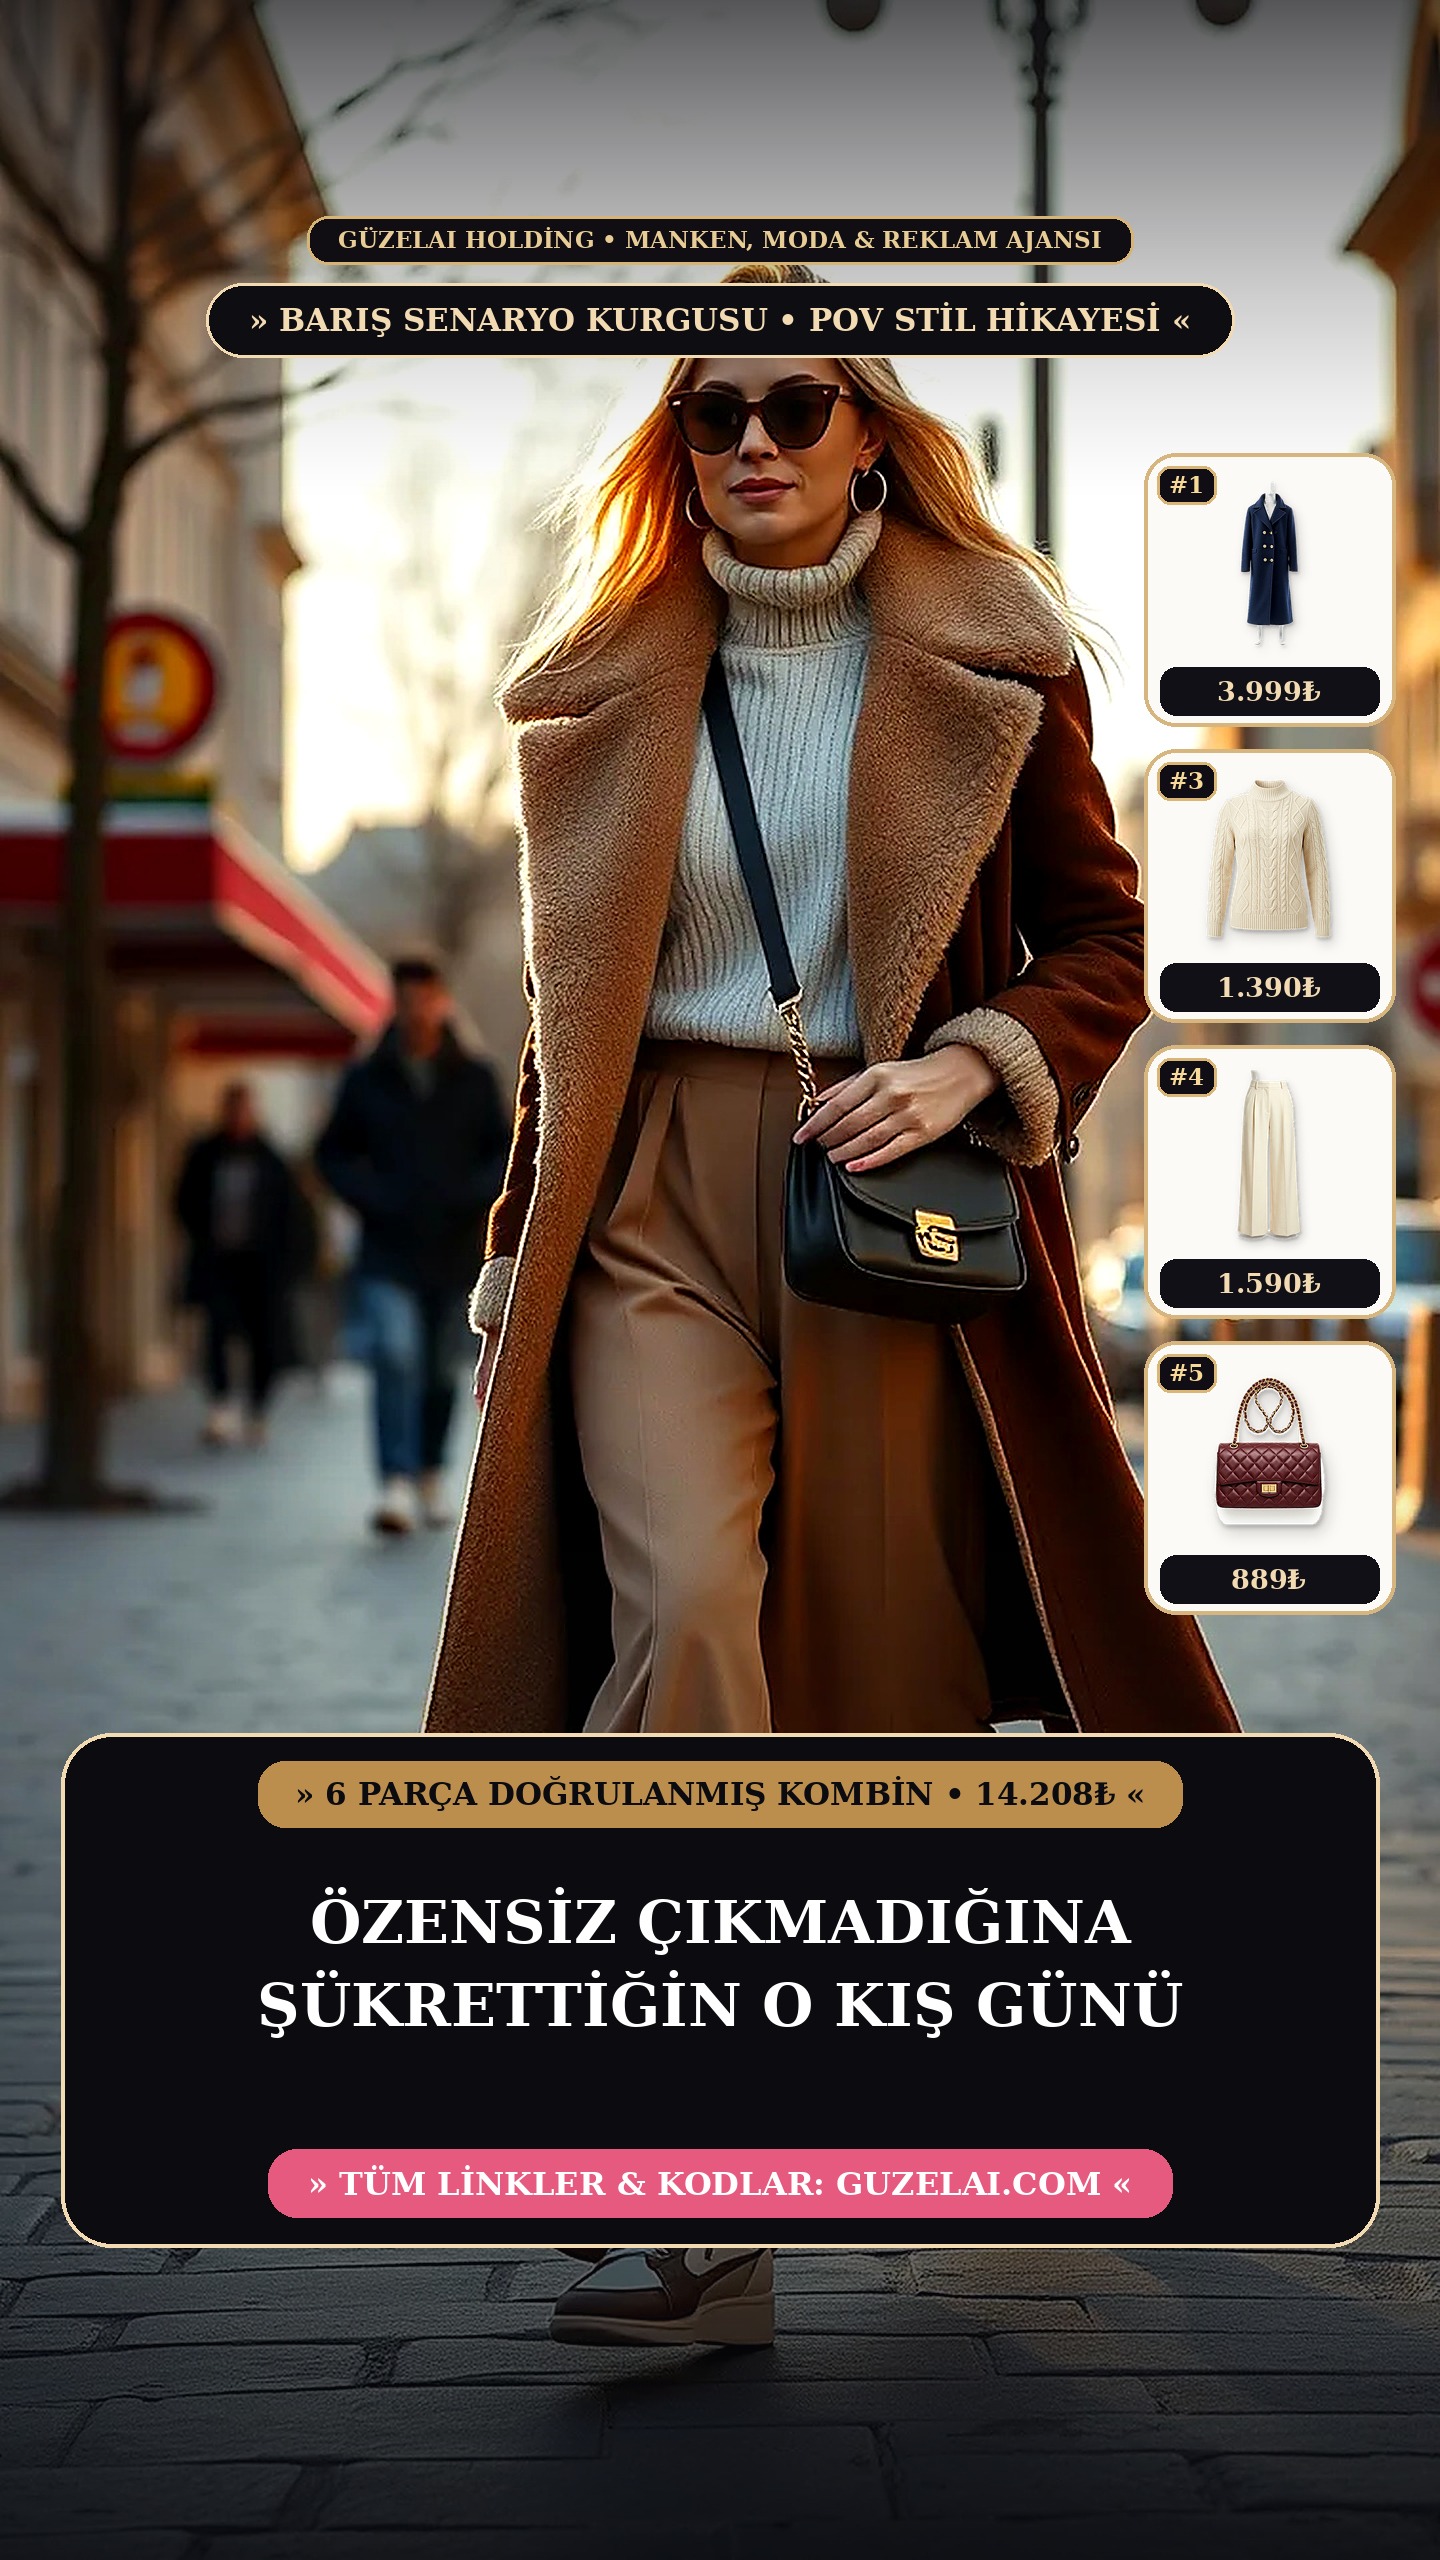 GÜZELAI HOLDİNG • MANKEN, MODA & REKLAM AJANSI
» BARIŞ SENARYO KURGUSU • POV STİL HİKAYESİ «
#1
3.999₺
#3
1.390₺
#4
1.590₺
#5
889₺
» 6 PARÇA DOĞRULANMIŞ KOMBİN • 14.208₺ «
ÖZENSİZ ÇIKMADIĞINA
ŞÜKRETTİĞİN O KIŞ GÜNÜ
» TÜM LİNKLER & KODLAR: GUZELAI.COM «